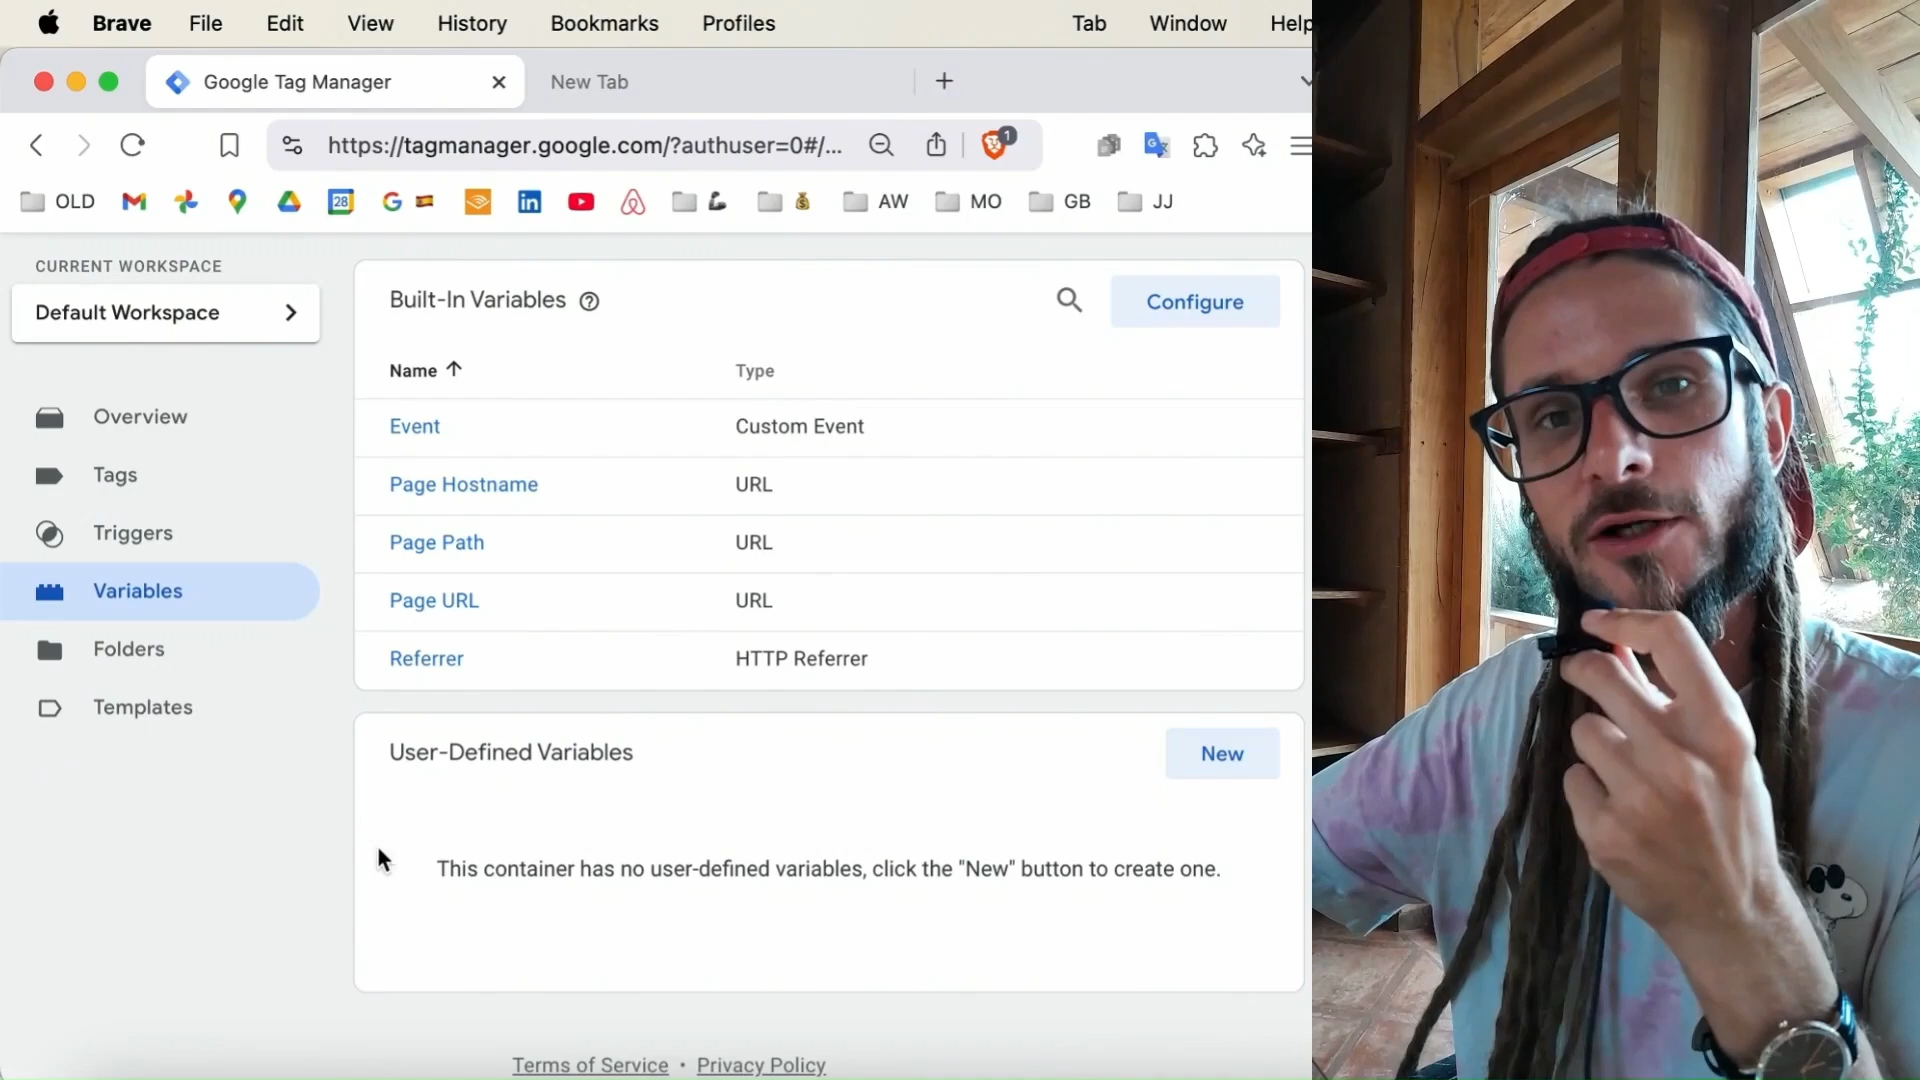 Brave File Edit View History Bookmarks Profiles Tab Window Help
Google Tag Manager New Tab
https://tagmanager.google.com/?authuser=0#/... 1
OLD 28 AW MO GB JJ
CURRENT WORKSPACE
Default Workspace
Overview
Tags
Triggers
Variables
Folders
Templates
Built-In Variables
Configure
Name Type
Event Custom Event
Page Hostname URL
Page Path URL
Page URL URL
Referrer HTTP Referrer
User-Defined Variables
New
This container has no user-defined variables, click the "New" button to create one.
Terms of Service • Privacy Policy